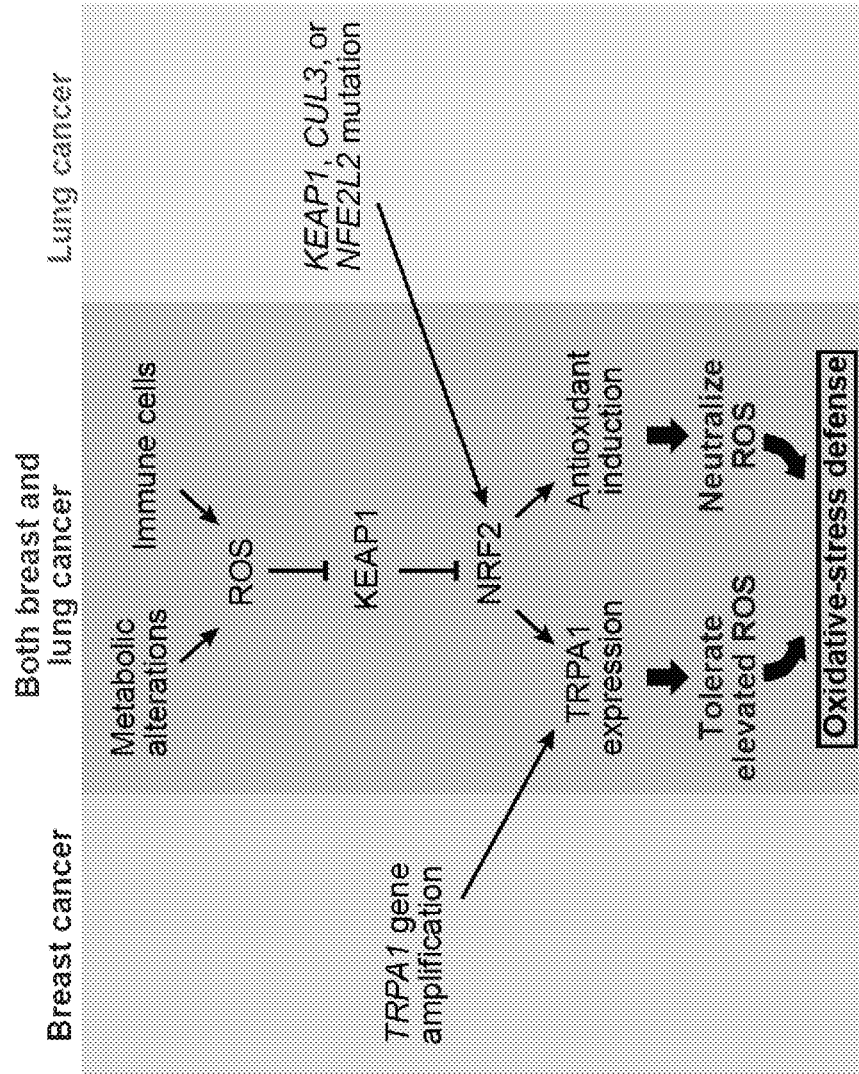 Breast cancer
Both breast and
lung cancer
Lung cancer
Metabolic
alterations
Immune cells
ROS
KEAP1
KEAP1, CUL3, or
NFE2L2 mutation
NRF2
TRPA1 gene
amplification
TRPA1
expression
Antioxidant
induction
Tolerate
elevated ROS
Neutralize
ROS
Oxidative-stress defense